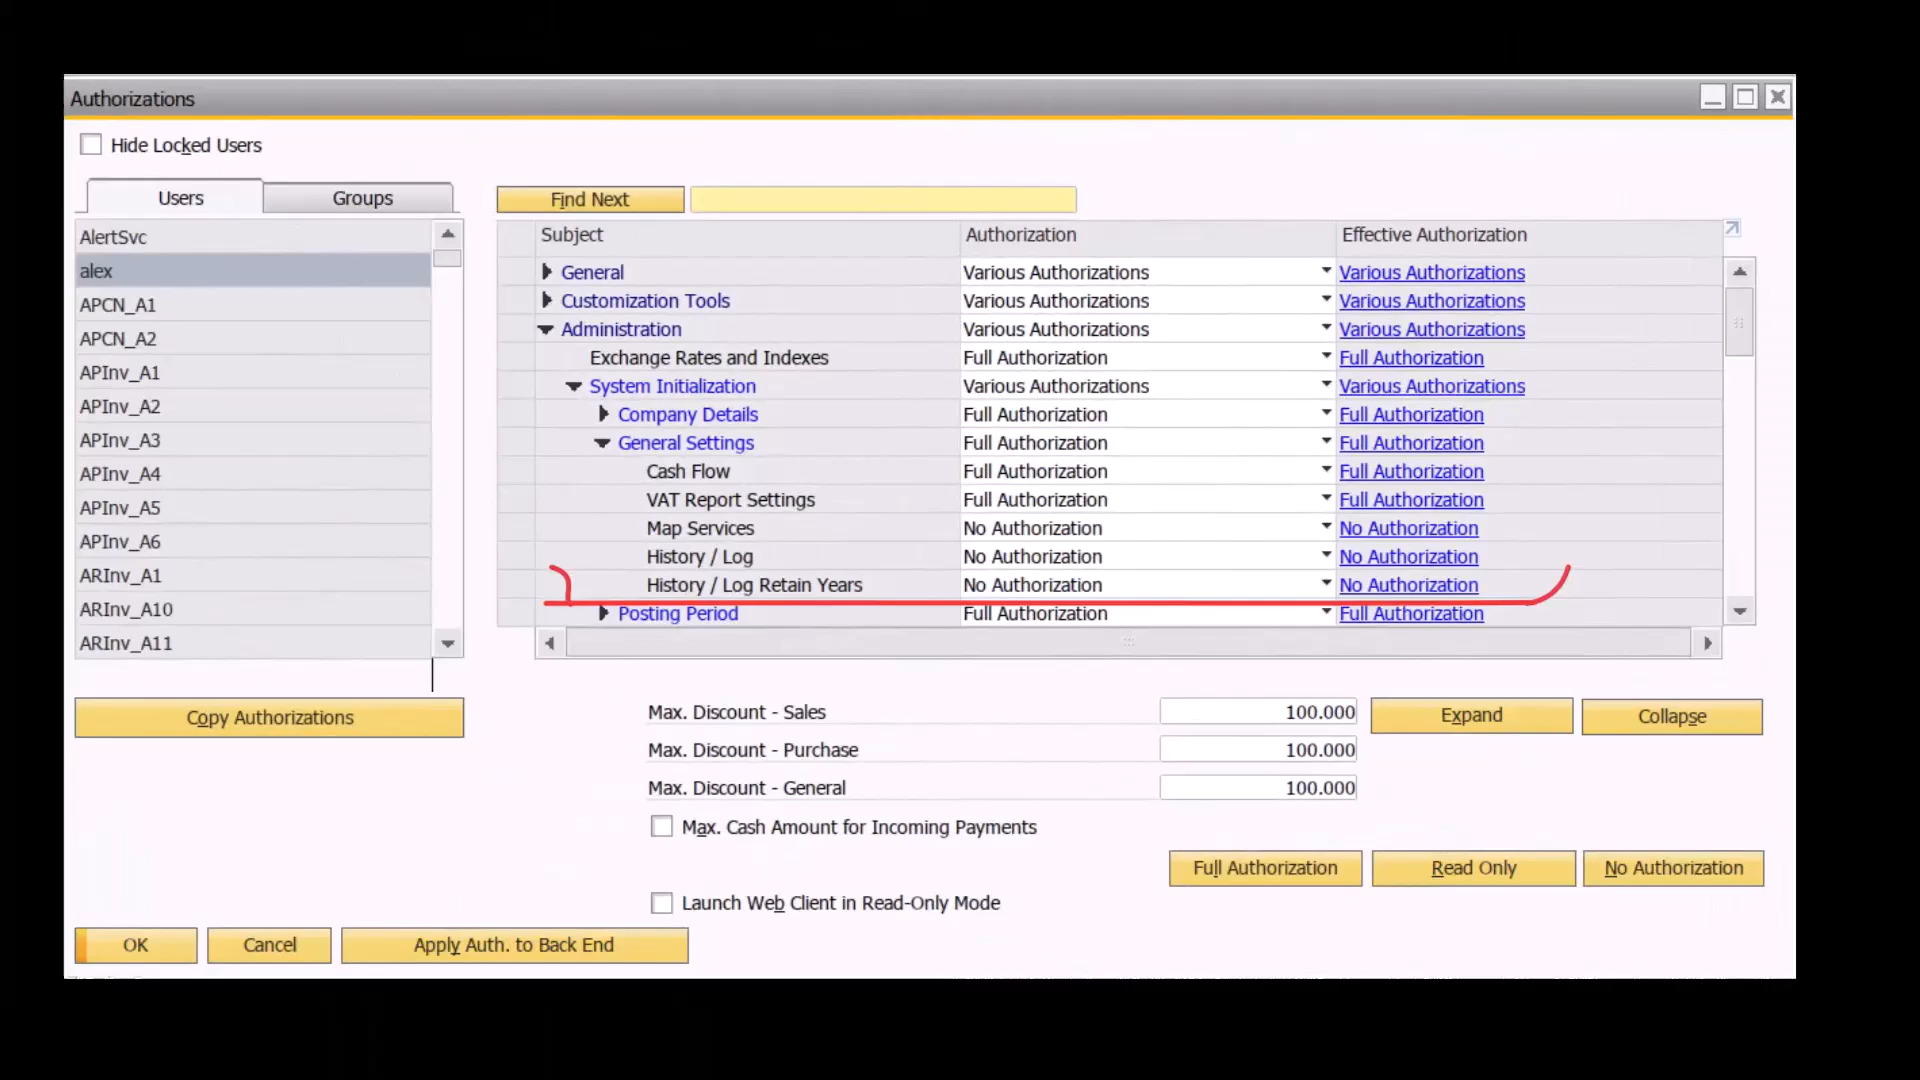 Authorizations
Hide Locked Users
Users Groups
AlertSvc
alex
APCN_A1
APCN_A2
APInv_A1
APInv_A2
APInv_A3
APInv_A4
APInv_A5
APInv_A6
ARInv_A1
ARInv_A10
ARInv_A11
Copy Authorizations
Find Next
Subject Authorization Effective Authorization
General Various Authorizations Various Authorizations
Customization Tools Various Authorizations Various Authorizations
Administration Various Authorizations Various Authorizations
Exchange Rates and Indexes Full Authorization Full Authorization
System Initialization Various Authorizations Various Authorizations
Company Details Full Authorization Full Authorization
General Settings Full Authorization Full Authorization
Cash Flow Full Authorization Full Authorization
VAT Report Settings Full Authorization Full Authorization
Map Services No Authorization No Authorization
History / Log No Authorization No Authorization
History / Log Retain Years No Authorization No Authorization
Posting Period Full Authorization Full Authorization
Max. Discount - Sales 100.000 Expand Collapse
Max. Discount - Purchase 100.000
Max. Discount - General 100.000
Max. Cash Amount for Incoming Payments
Full Authorization Read Only No Authorization
Launch Web Client in Read-Only Mode
OK Cancel Apply Auth. to Back End